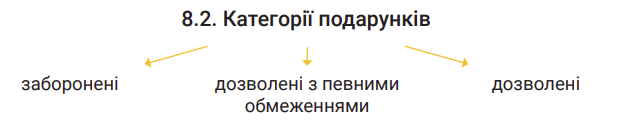 8.2. Категорії подарунків
заборонені
дозволені з певними
обмеженнями
дозволені